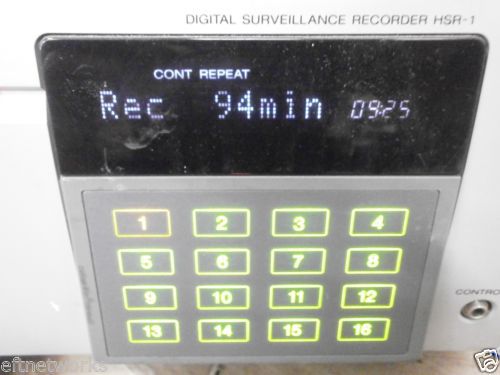 DIGITAL SURVEILLANCE RECORDER HSR-1
CONT REPEAT
Rec 94min 09:25
1 2 3 4
5 6 7 8
9 10 11 12
CONTRO
13 14 15 16
eftnetworks